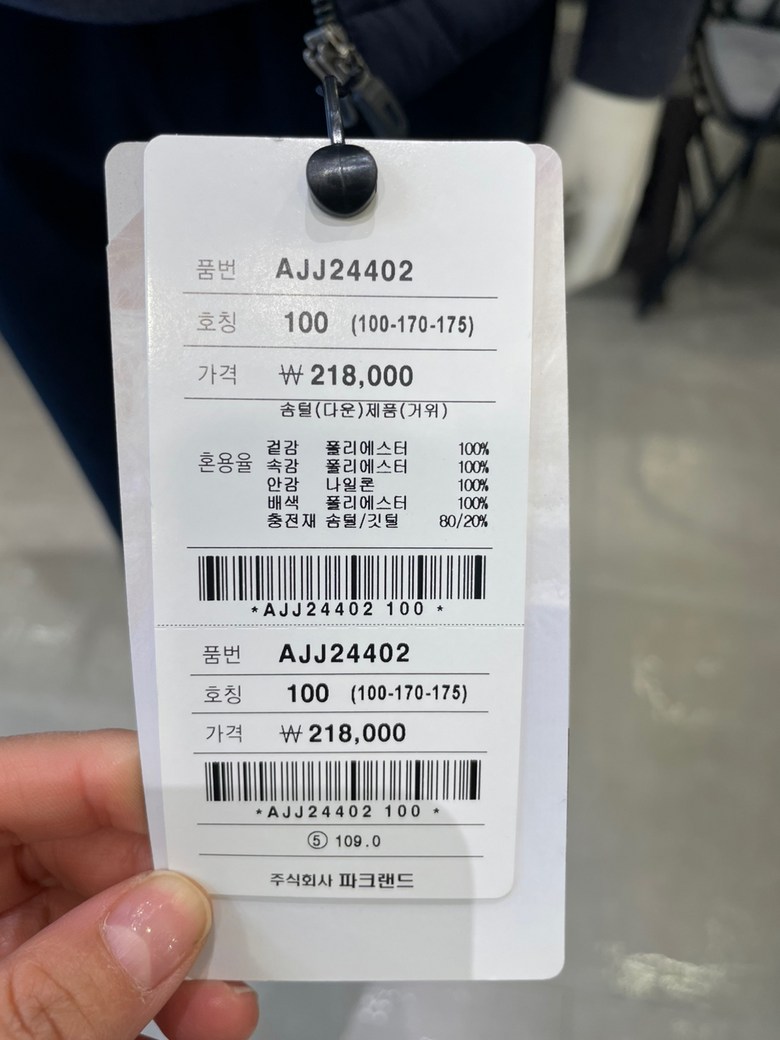 품번 AJJ24402
호칭 100 (100-170-175)
가격 ₩ 218,000
솜털(다운)제품(거위)
혼용율
겉감 폴리에스터 100%
속감 폴리에스터 100%
안감 나일론 100%
배색 폴리에스터 100%
충전재 솜털/깃털 80/20%
*AJJ24402 100 *
품번 AJJ24402
호칭 100 (100-170-175)
가격 ₩ 218,000
*AJJ24402 100 *
⑤ 109.0
주식회사 파크랜드